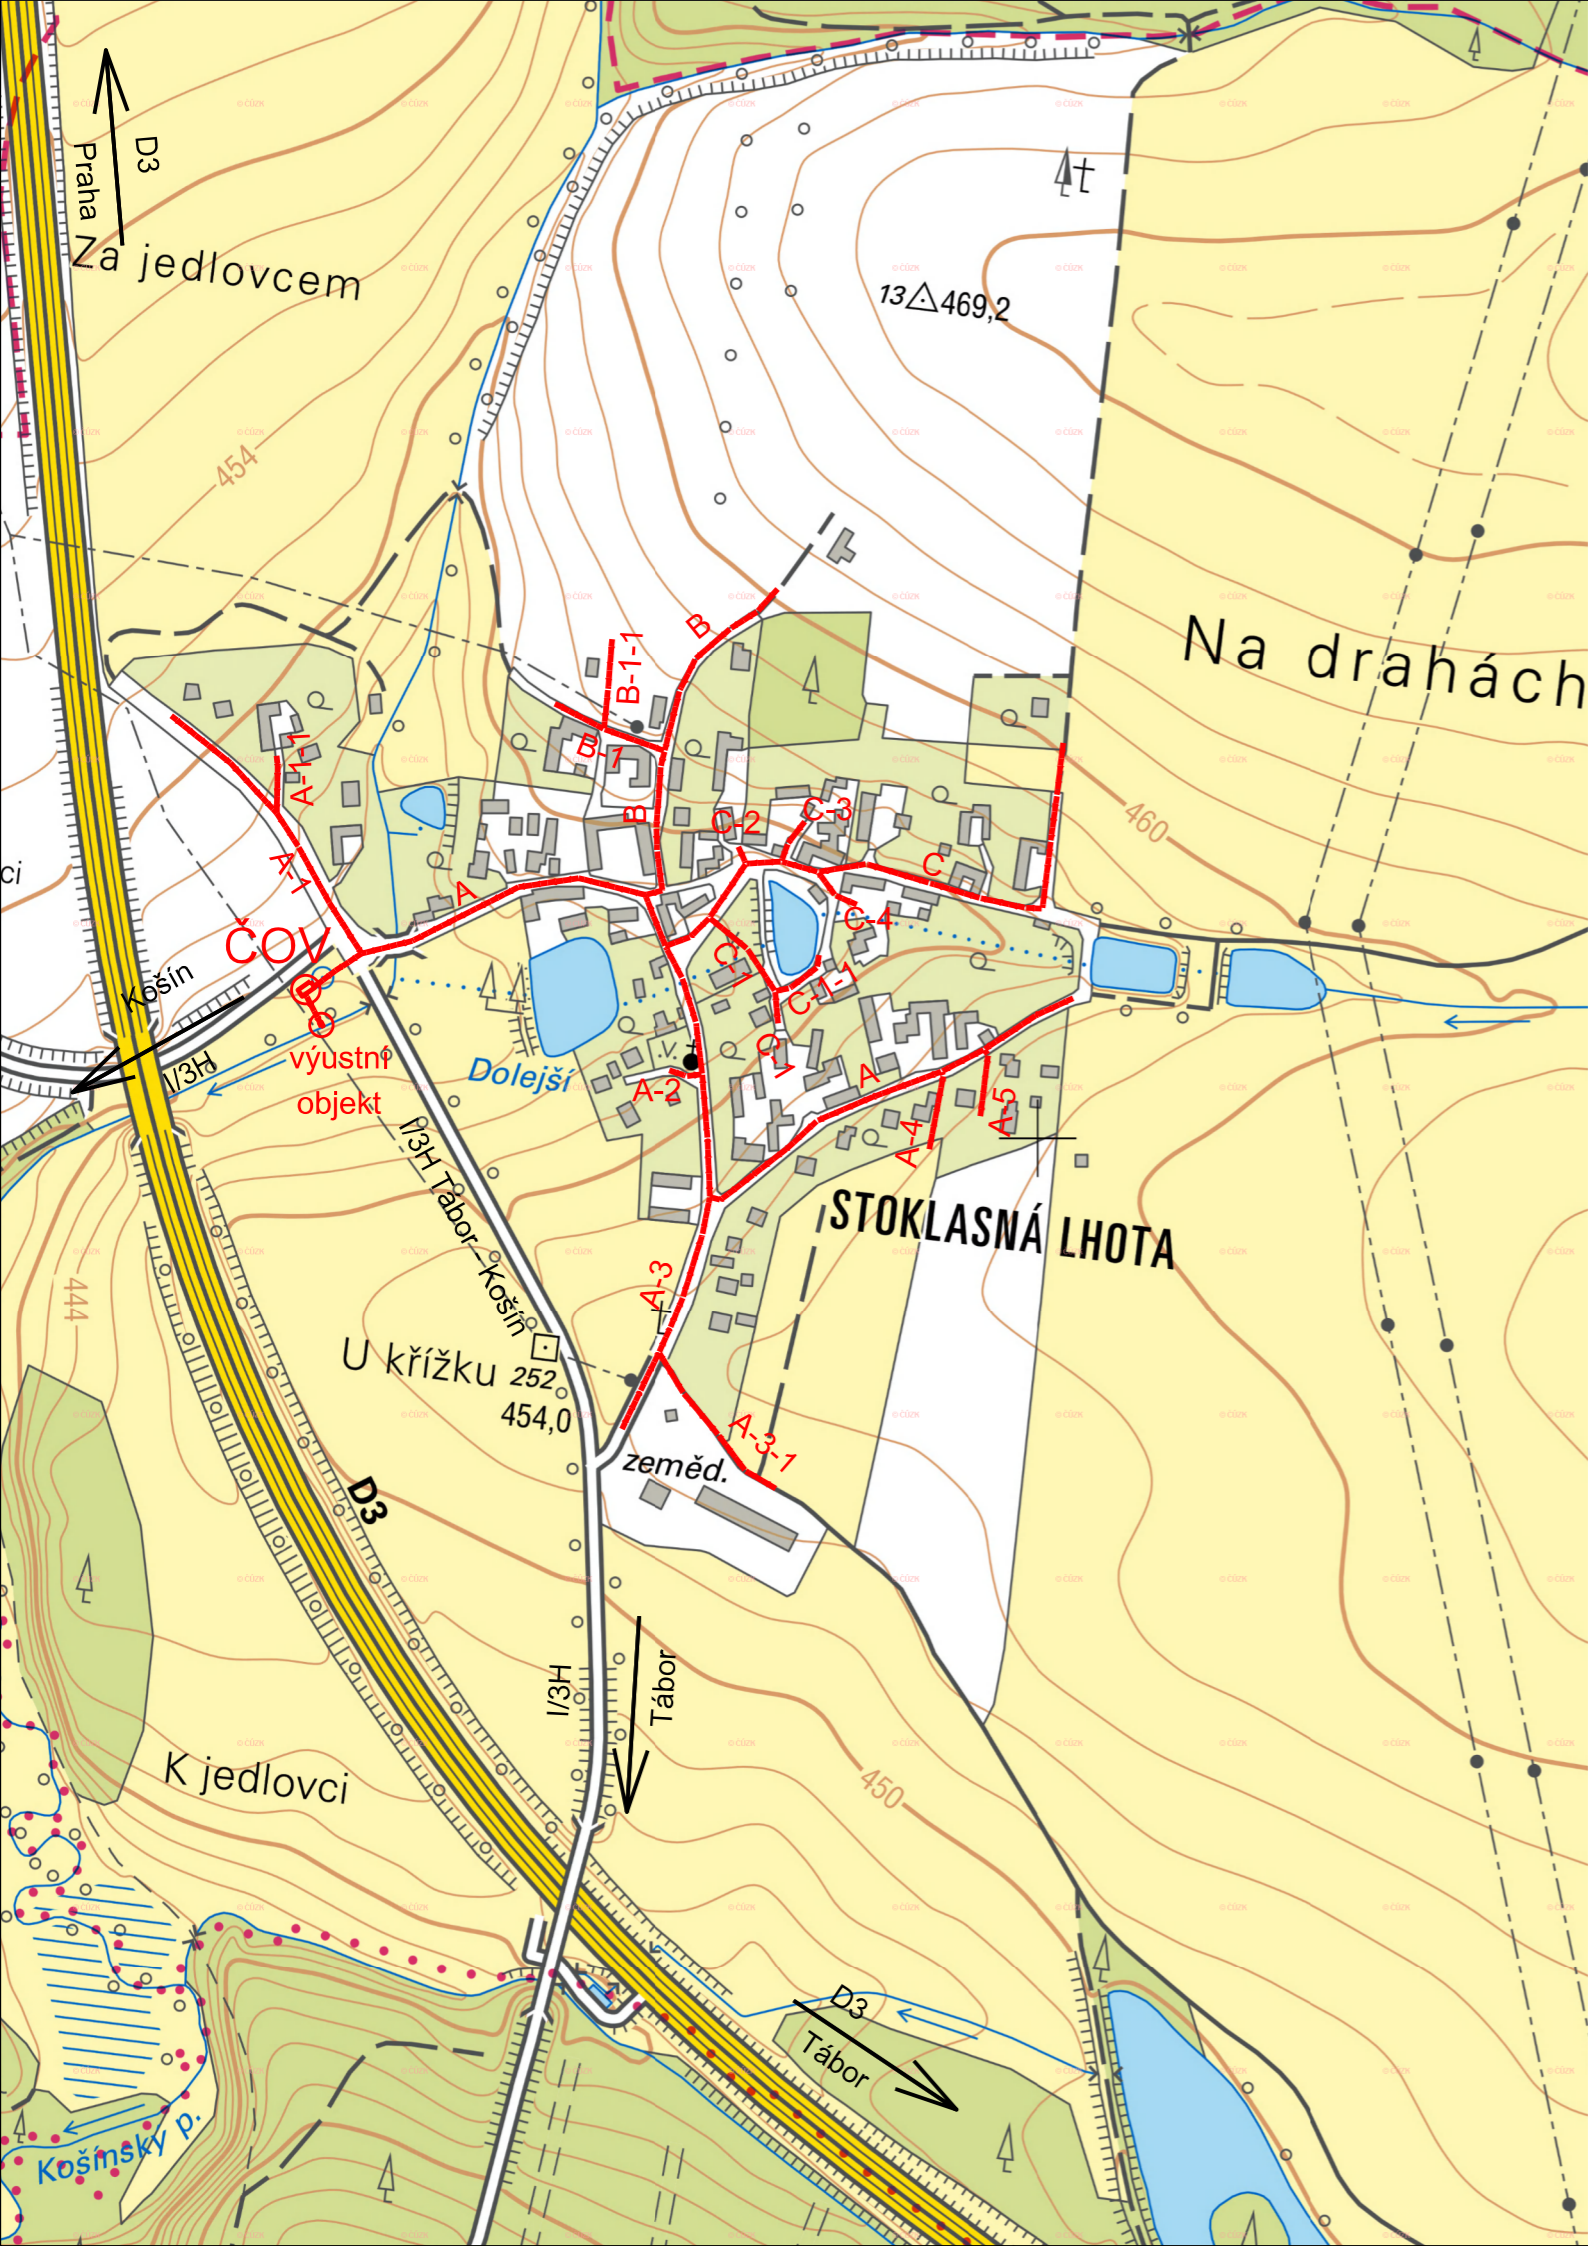 D3
Praha
Za jedlovcem
13 469,2
454
Na drahách
B
B-1-1
B-1
A-1-1
B
C-2
C-3
460
ci
A-1
A
C
C-4
ČOV
Košín
C-1
C-1-1
výustní
objekt
I/3H
Dolejší
C-1
A
A-2
A-5
A-4
I/3H Tábor - Košín
STOKLASNÁ LHOTA
444
A-3
U křížku
252
454,0
A-3-1
zeměd.
D3
I/3H
Tábor
K jedlovci
450
D3
Tábor
Košínský p.
©ČÚZK